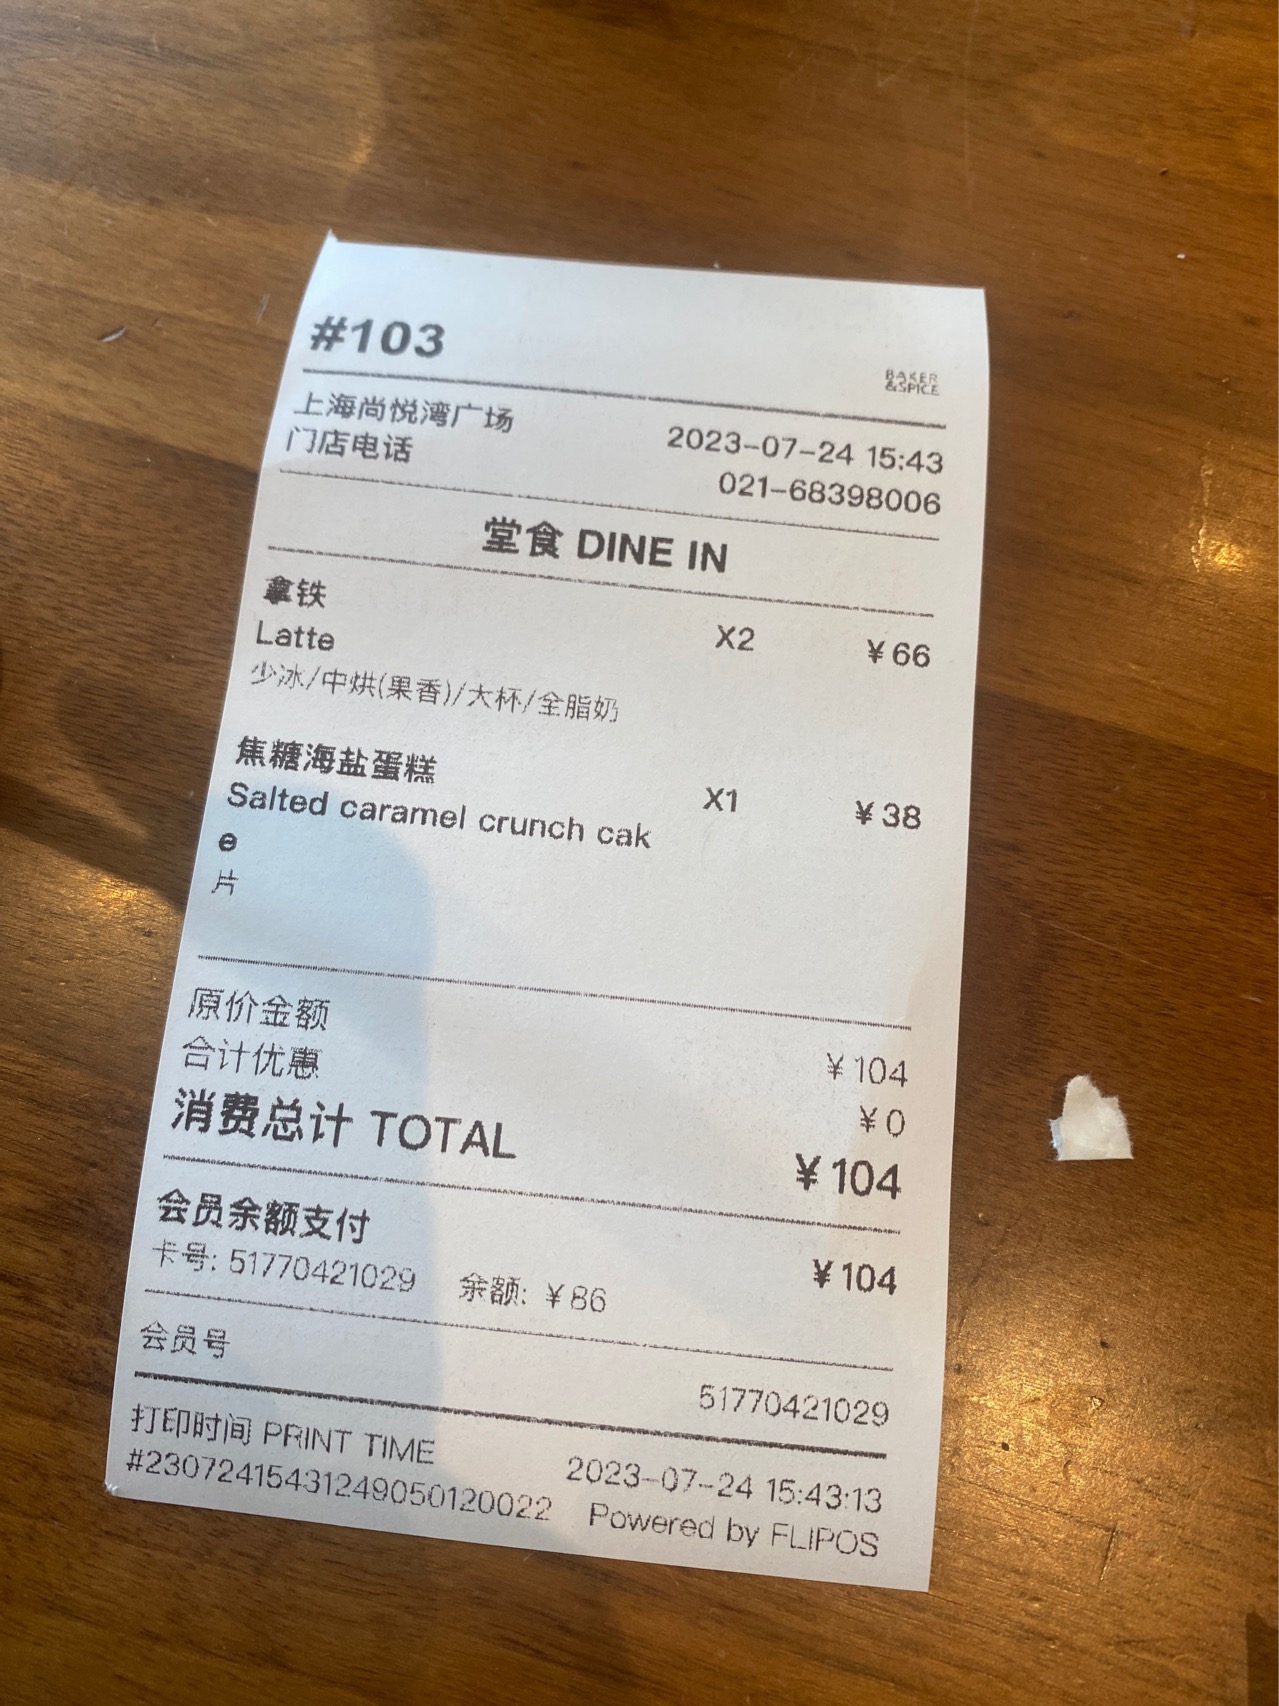 #103
BAKER
&SPICE
上海尚悦湾广场 2023-07-24 15:43
门店电话 021-68398006
堂食 DINE IN
拿铁
Latte X2 ¥66
少冰/中烘(果香)/大杯/全脂奶
焦糖海盐蛋糕
Salted caramel crunch cak X1 ¥38
e
片
原价金额 ¥104
合计优惠 ¥0
消费总计 TOTAL ¥104
会员余额支付 ¥104
卡号: 51770421029 余额: ¥86
会员号 51770421029
打印时间 PRINT TIME 2023-07-24 15:43:13
#23072415431249050120022 Powered by FLIPOS